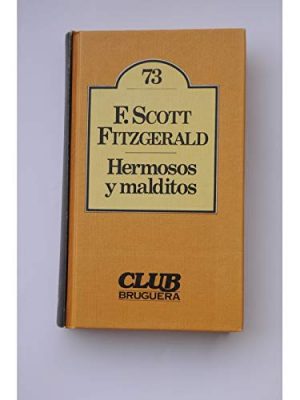 73
F. SCOTT
FITZGERALD
Hermosos
y malditos
CLUB
BRUGUERA